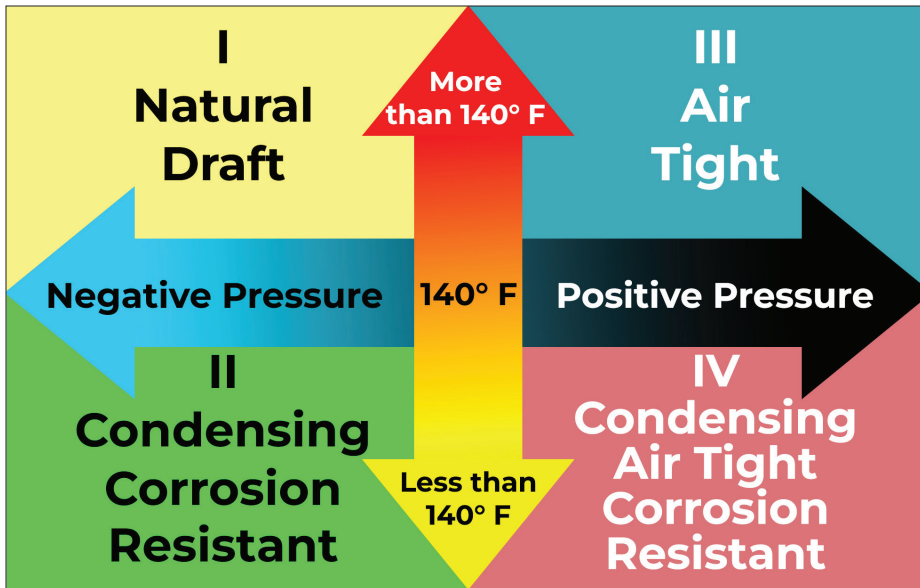 I
Natural
Draft
More
than 140° F
III
Air
Tight
Negative Pressure
140° F
Positive Pressure
II
Condensing
Corrosion
Resistant
Less than
140° F
IV
Condensing
Air Tight
Corrosion
Resistant